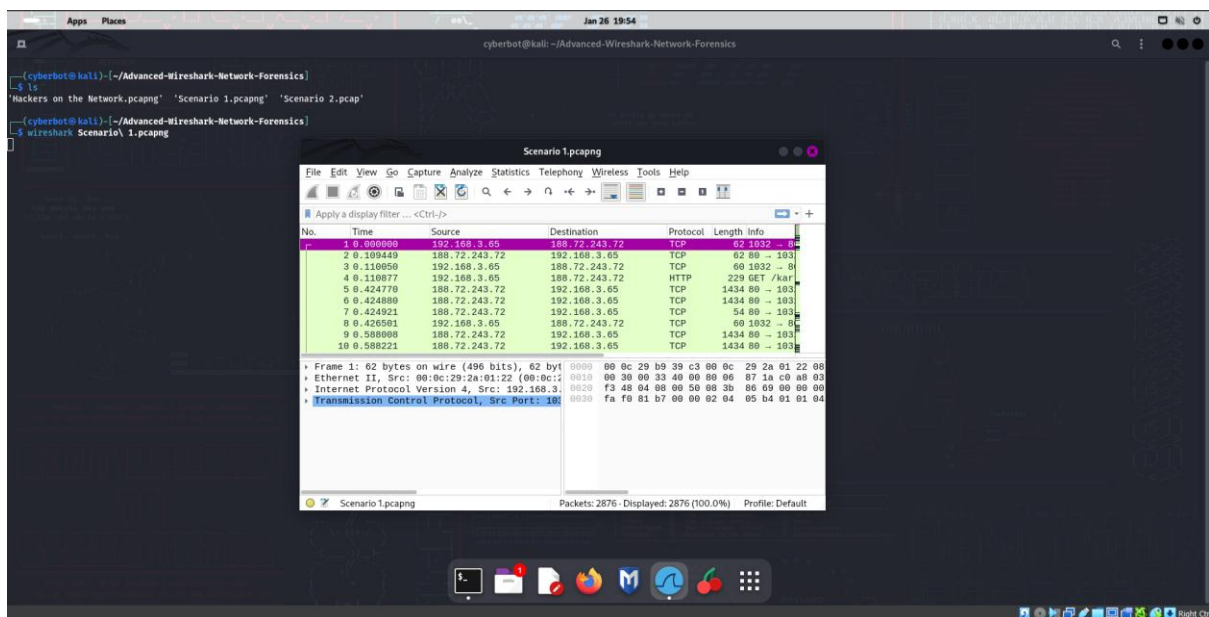 Apps Places Jan 26 19:54
cyberbot@kali: ~/Advanced-Wireshark-Network-Forensics
(cyberbot㉿kali)-[~/Advanced-Wireshark-Network-Forensics]
$ ls
'Hackers on the Network.pcapng' 'Scenario 1.pcapng' 'Scenario 2.pcap'
(cyberbot㉿kali)-[~/Advanced-Wireshark-Network-Forensics]
$ wireshark Scenario\ 1.pcapng
Scenario 1.pcapng
File Edit View Go Capture Analyze Statistics Telephony Wireless Tools Help
Apply a display filter ... <Ctrl-/>
No. Time Source Destination Protocol Length Info
1 0.000000 192.168.3.65 188.72.243.72 TCP 62 1032 → 8
2 0.109449 188.72.243.72 192.168.3.65 TCP 62 80 → 103
3 0.110050 192.168.3.65 188.72.243.72 TCP 60 1032 → 8
4 0.110877 192.168.3.65 188.72.243.72 HTTP 229 GET /kar
5 0.424770 188.72.243.72 192.168.3.65 TCP 1434 80 → 103
6 0.424880 188.72.243.72 192.168.3.65 TCP 1434 80 → 103
7 0.424921 188.72.243.72 192.168.3.65 TCP 54 80 → 103
8 0.426501 192.168.3.65 188.72.243.72 TCP 60 1032 → 8
9 0.588008 188.72.243.72 192.168.3.65 TCP 1434 80 → 103
10 0.588221 188.72.243.72 192.168.3.65 TCP 1434 80 → 103
Frame 1: 62 bytes on wire (496 bits), 62 byt
Ethernet II, Src: 00:0c:29:2a:01:22 (00:0c:2
Internet Protocol Version 4, Src: 192.168.3.
Transmission Control Protocol, Src Port: 103
0000 00 0c 29 b9 39 c3 00 0c 29 2a 01 22 08
0010 00 30 00 33 40 00 80 06 87 1a c0 a8 03
0020 f3 48 04 08 00 50 08 3b 86 69 00 00 00
0030 fa f0 81 b7 00 00 02 04 05 b4 01 01 04
Scenario 1.pcapng Packets: 2876 · Displayed: 2876 (100.0%) Profile: Default
$_
1
Right Ct